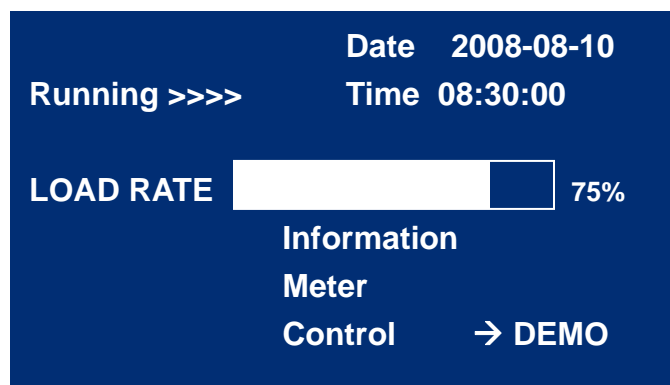 Date 2008-08-10
Running >>>> Time 08:30:00
LOAD RATE 75%
Information
Meter
Control → DEMO